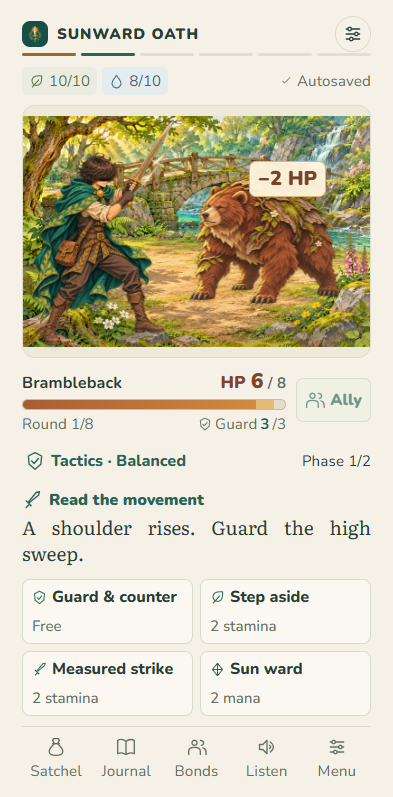 SUNWARD OATH
10/10 8/10 Autosaved
−2 HP
Brambleback HP 6 / 8
Ally
Round 1/8 Guard 3/3
Tactics · Balanced Phase 1/2
Read the movement
A shoulder rises. Guard the high
sweep.
Guard & counter
Free
Step aside
2 stamina
Measured strike
2 stamina
Sun ward
2 mana
Satchel Journal Bonds Listen Menu